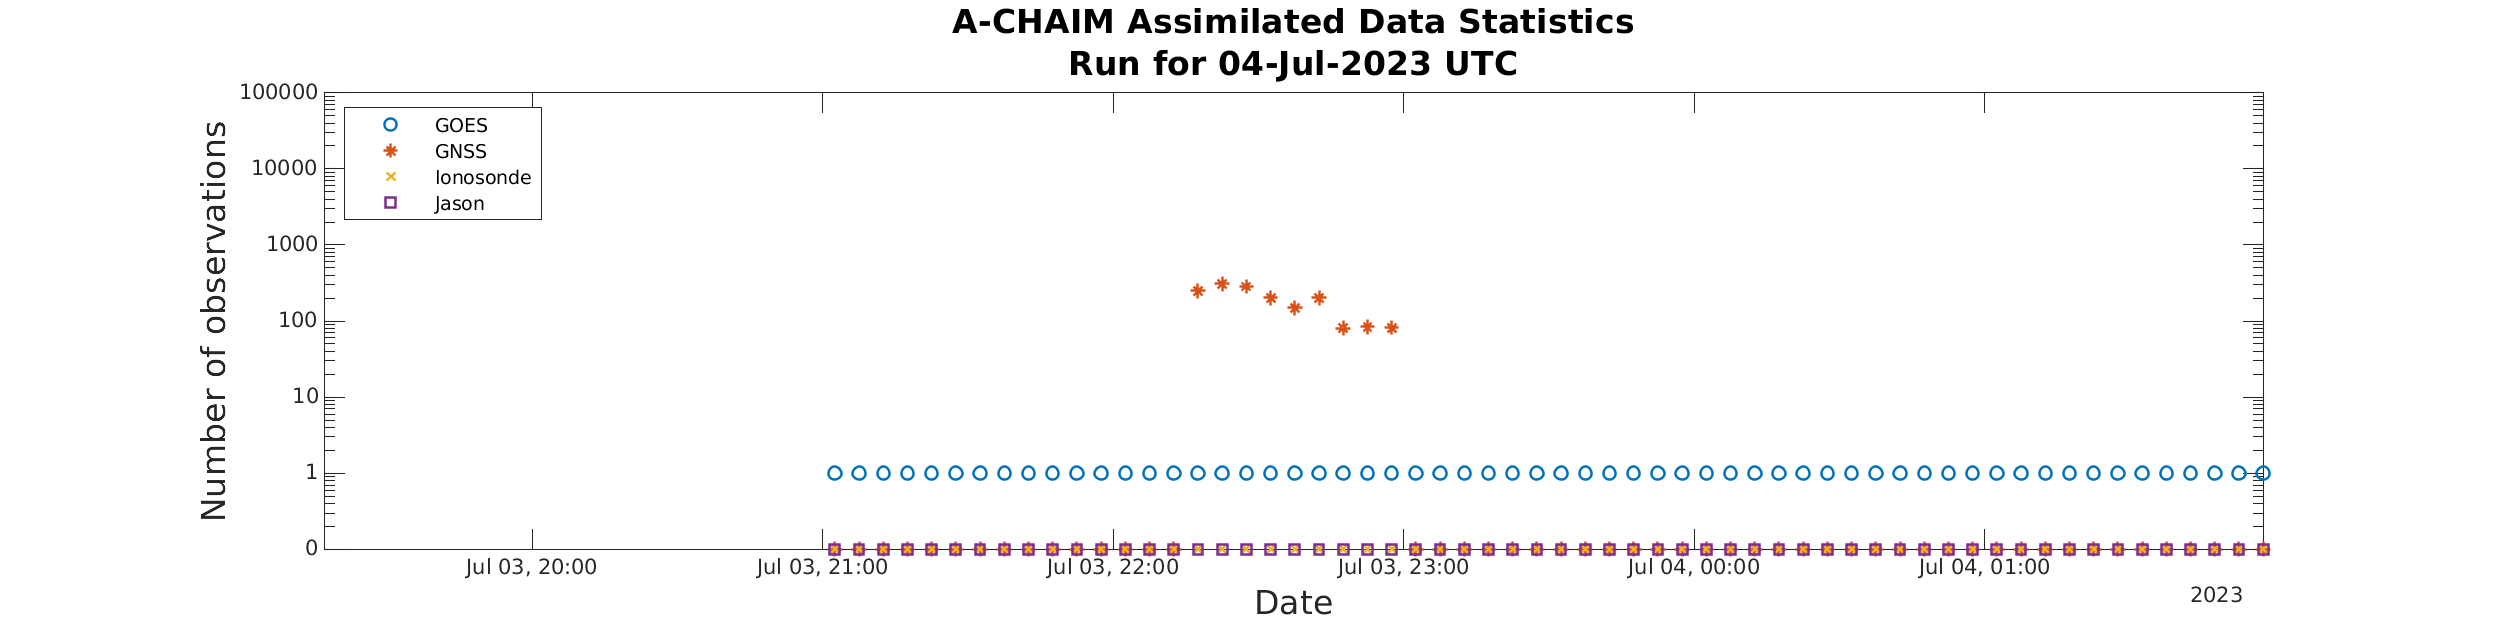 A-CHAIM Assimilated Data Statistics
Run for 04-Jul-2023 UTC
Number of observations
100000
10000
1000
100
10
1
0
GOES
GNSS
Ionosonde
Jason
Jul 03, 20:00
Jul 03, 21:00
Jul 03, 22:00
Jul 03, 23:00
Jul 04, 00:00
Jul 04, 01:00
2023
Date